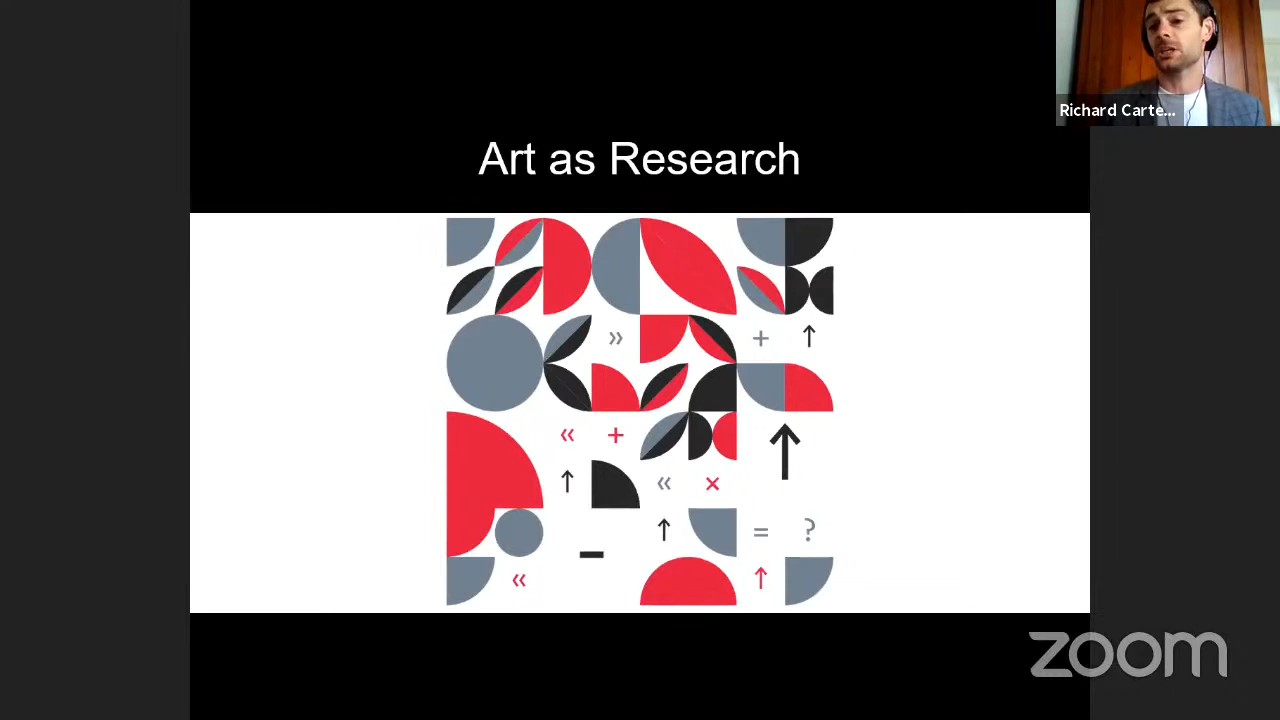 Richard Carte...
Art as Research
» + ↑
« + ↑
↑ « ×
↑ = ?
-
« ↑
zoom